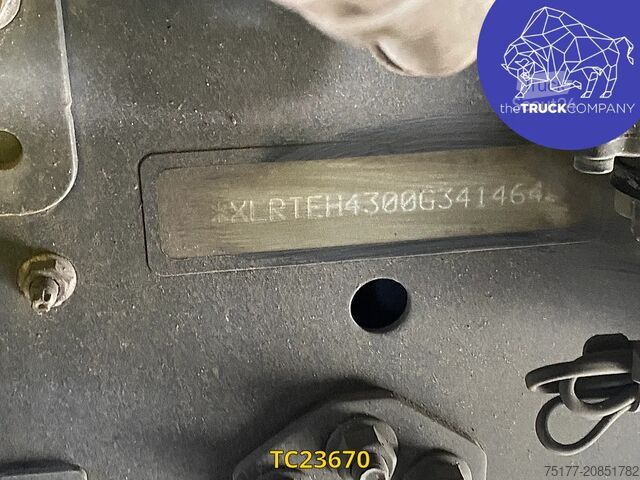 theTRUCKCOMPANY
*XLRTEH4300G341464*
TC23670
75177-20851782